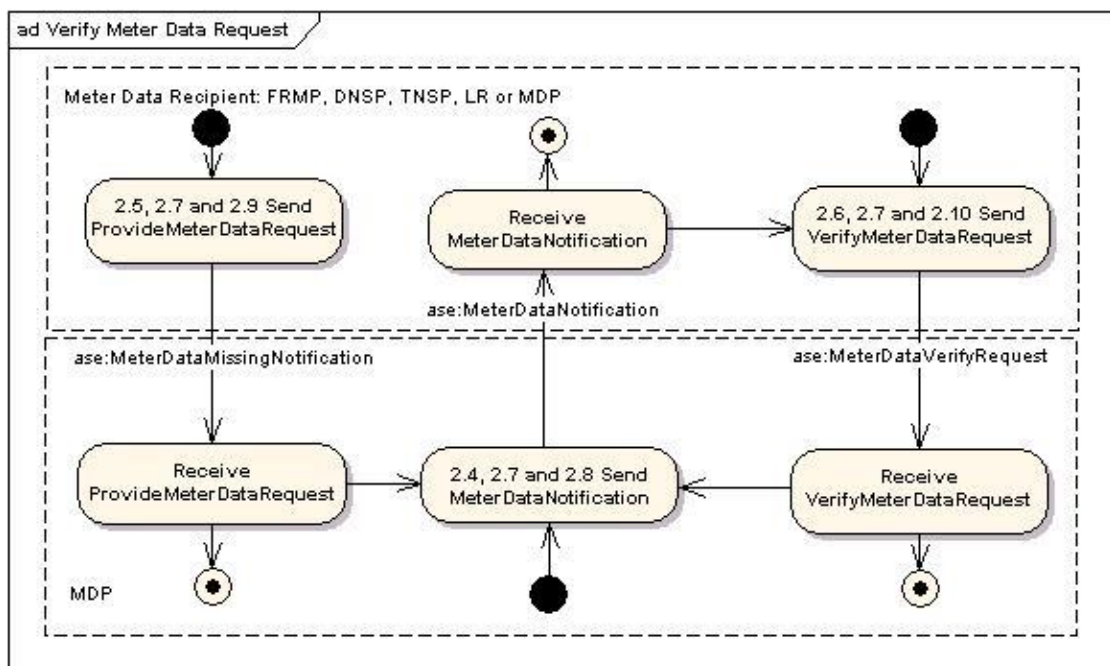 ad Verify Meter Data Request
Meter Data Recipient: FRMP, DNSP, TNSP, LR or MDP
2.5, 2.7 and 2.9 Send
ProvideMeterDataRequest
Receive
MeterDataNotification
2.6, 2.7 and 2.10 Send
VerifyMeterDataRequest
ase:MeterDataNotification
ase:MeterDataMissingNotification
ase:MeterDataVerifyRequest
Receive
ProvideMeterDataRequest
2.4, 2.7 and 2.8 Send
MeterDataNotification
Receive
VerifyMeterDataRequest
MDP